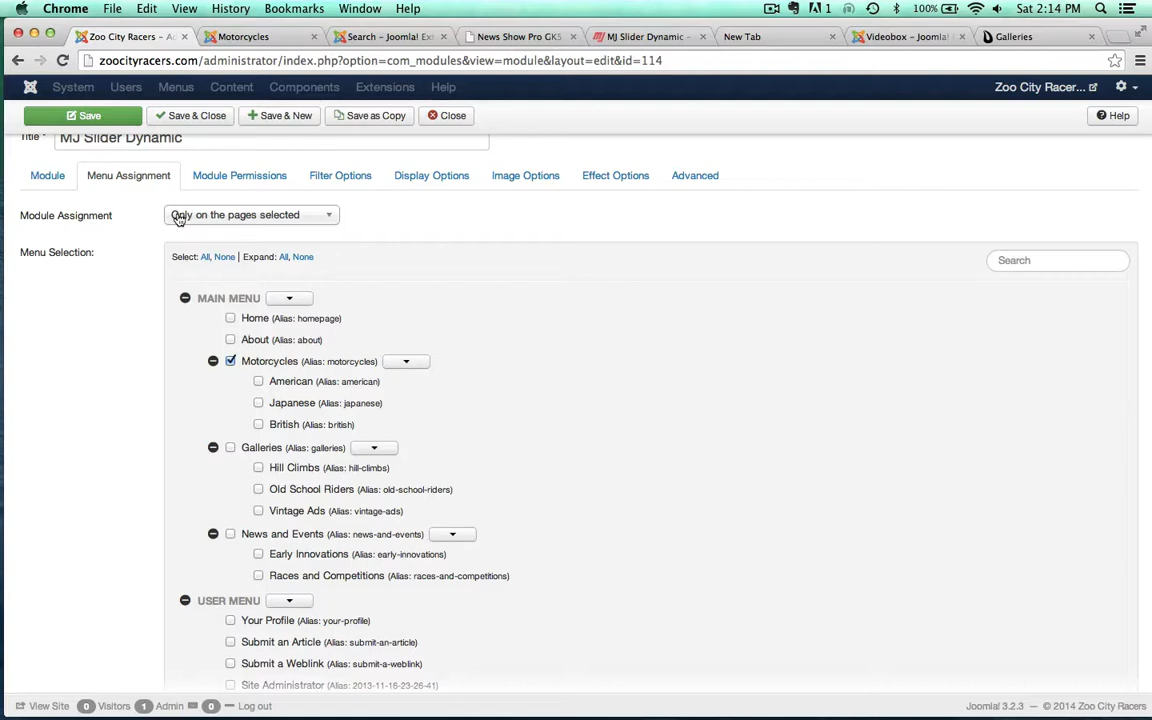 Chrome File Edit View History Bookmarks Window Help 1 100% Sat 2:14 PM
Zoo City Racers - Ad Motorcycles Search - Joomla! Ext News Show Pro GK5 MJ Slider Dynamic - New Tab Videobox - Joomla! Galleries
zoocityracers.com/administrator/index.php?option=com_modules&view=module&layout=edit&id=114
System Users Menus Content Components Extensions Help Zoo City Racer...
Save Save & Close Save & New Save as Copy Close Help
Title * MJ Slider Dynamic
Module Menu Assignment Module Permissions Filter Options Display Options Image Options Effect Options Advanced
Module Assignment Only on the pages selected
Menu Selection: Select: All, None | Expand: All, None Search
MAIN MENU
Home (Alias: homepage)
About (Alias: about)
Motorcycles (Alias: motorcycles)
American (Alias: american)
Japanese (Alias: japanese)
British (Alias: british)
Galleries (Alias: galleries)
Hill Climbs (Alias: hill-climbs)
Old School Riders (Alias: old-school-riders)
Vintage Ads (Alias: vintage-ads)
News and Events (Alias: news-and-events)
Early Innovations (Alias: early-innovations)
Races and Competitions (Alias: races-and-competitions)
USER MENU
Your Profile (Alias: your-profile)
Submit an Article (Alias: submit-an-article)
Submit a Weblink (Alias: submit-a-weblink)
Site Administrator (Alias: 2013-11-16-23-26-41)
View Site 0 Visitors 1 Admin 0 Log out Joomla! 3.2.3 — © 2014 Zoo City Racers